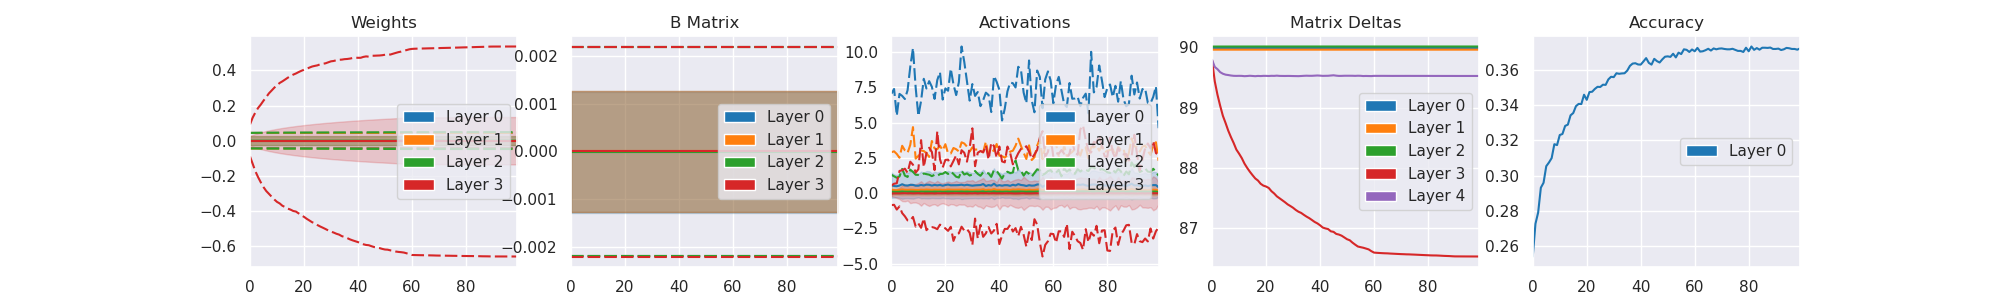 Weights
0.4
0.2
0.0
−0.2
−0.4
−0.6
0 20 40 60 80
Layer 0
Layer 1
Layer 2
Layer 3
B Matrix
0.002
0.001
0.000
−0.001
−0.002
0 20 40 60 80
Layer 0
Layer 1
Layer 2
Layer 3
Activations
10.0
7.5
5.0
2.5
0.0
−2.5
−5.0
0 20 40 60 80
Layer 0
Layer 1
Layer 2
Layer 3
Matrix Deltas
90
89
88
87
0 20 40 60 80
Layer 0
Layer 1
Layer 2
Layer 3
Layer 4
Accuracy
0.36
0.34
0.32
0.30
0.28
0.26
0 20 40 60 80
Layer 0